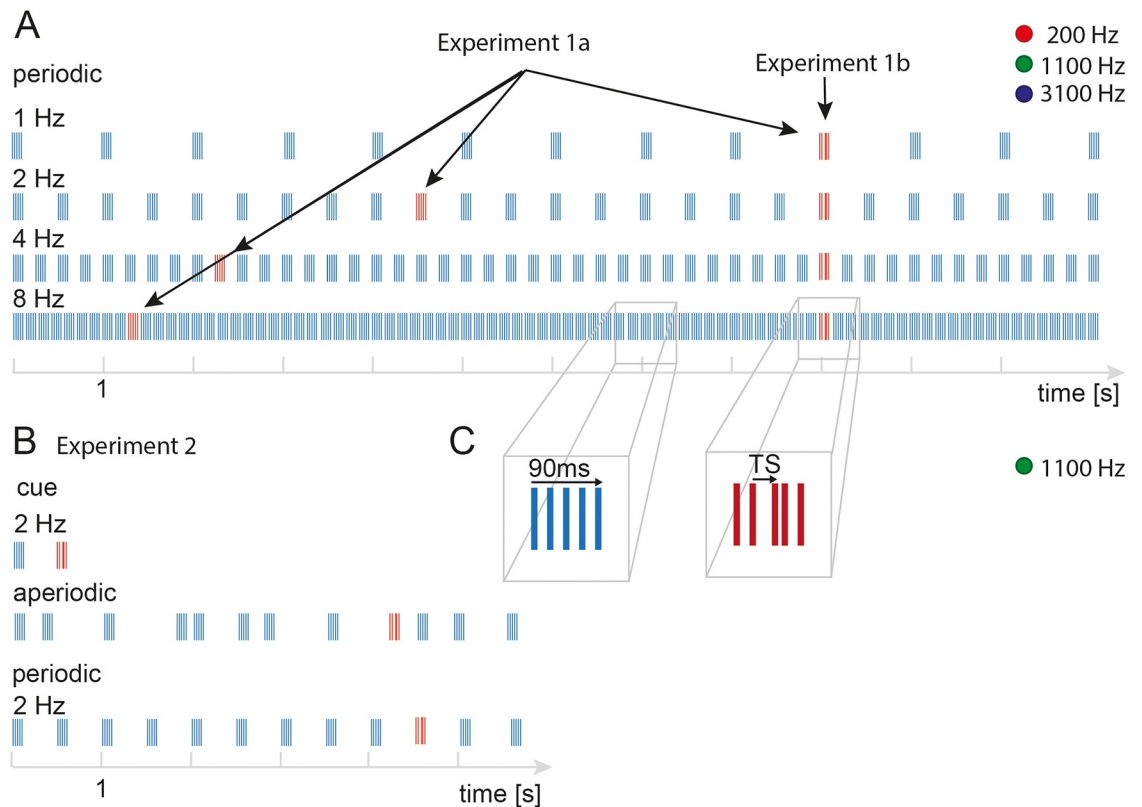 A
Experiment 1a
Experiment 1b
200 Hz
1100 Hz
3100 Hz
periodic
1 Hz
2 Hz
4 Hz
8 Hz
1
time [s]
B Experiment 2
C
1100 Hz
cue
2 Hz
90ms
TS
aperiodic
periodic
2 Hz
1
time [s]